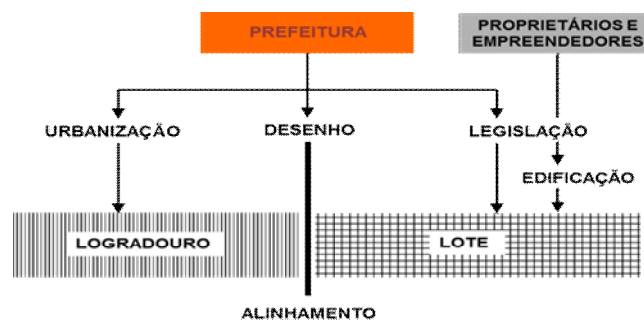 PREFEITURA
PROPRIETÁRIOS E
EMPREENDEDORES
URBANIZAÇÃO
DESENHO
LEGISLAÇÃO
EDIFICAÇÃO
LOGRADOURO
LOTE
ALINHAMENTO